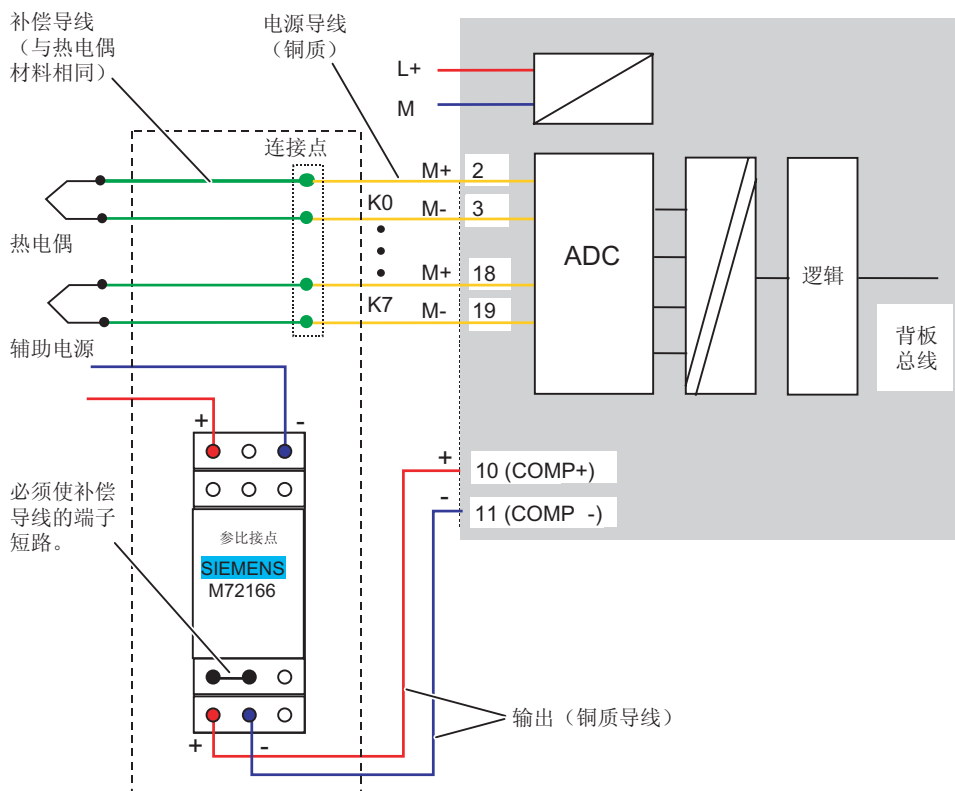 补偿导线
（与热电偶
材料相同）
电源导线
（铜质）
L+
M
连接点
M+ 2
K0 M- 3
热电偶
M+ 18
K7 M- 19
ADC
逻辑
背板
总线
辅助电源
+ -
+ 10 (COMP+)
- 11 (COMP -)
必须使补偿
导线的端子
短路。
参比接点
SIEMENS
M72166
输出（铜质导线）
+ -